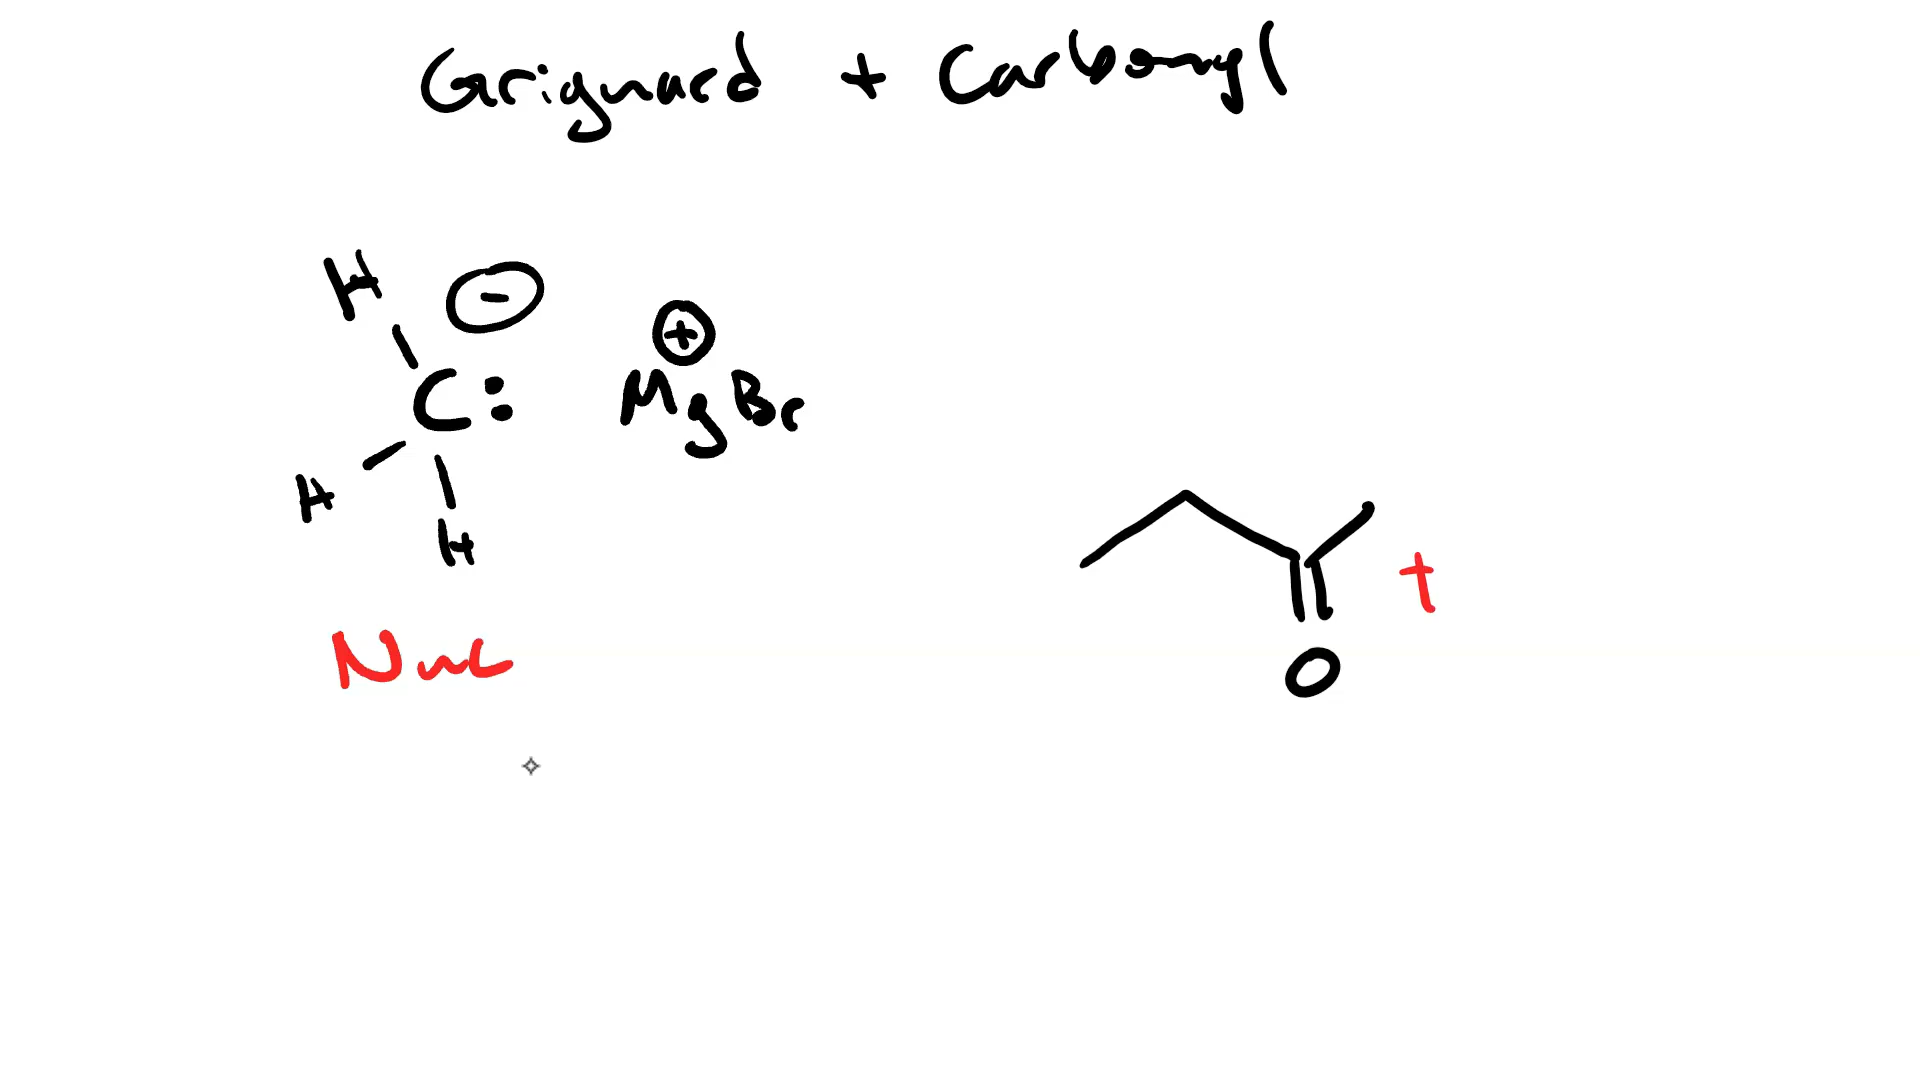 Grignard + Carbonyl
H ⊖
⊕
C: MgBr
H
H
+
Nuc
O